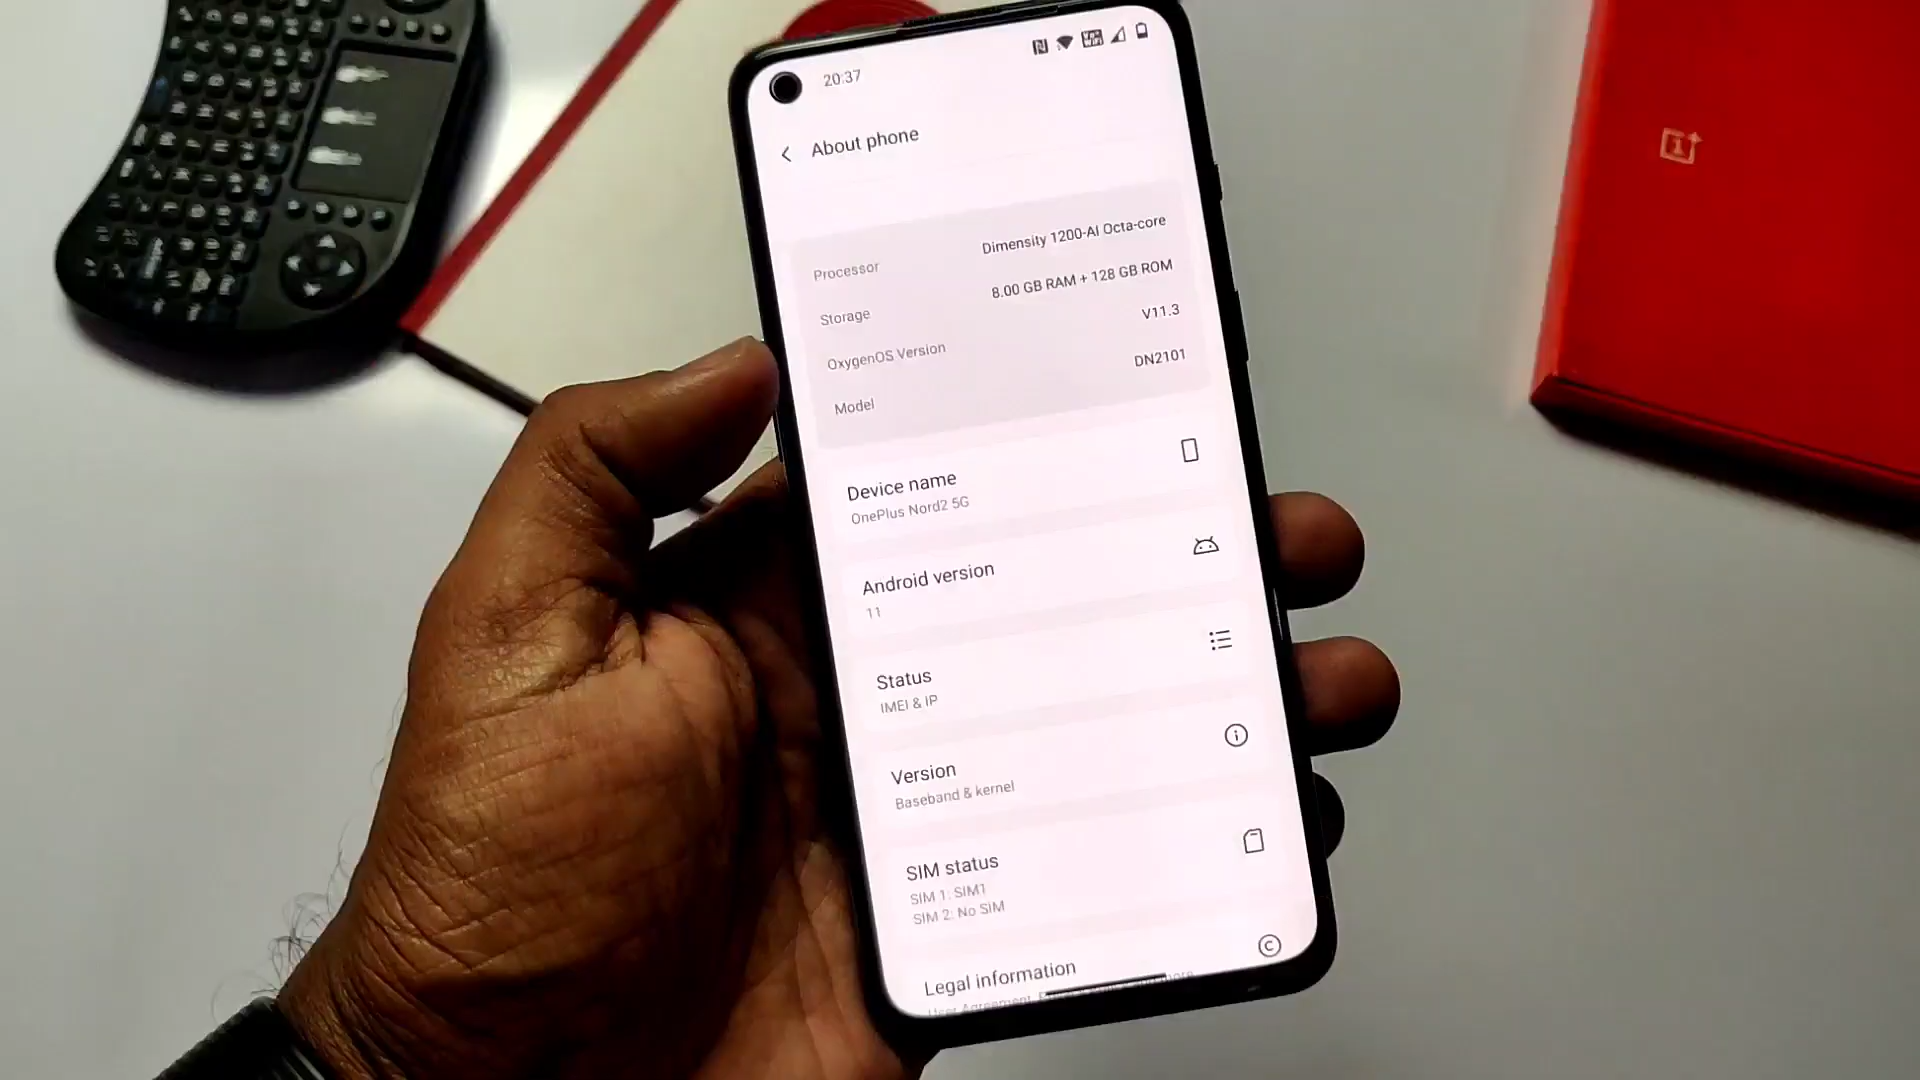 20:37
About phone
Processor
Dimensity 1200-AI Octa-core
Storage
8.00 GB RAM + 128 GB ROM
OxygenOS Version
V11.3
Model
DN2101
Device name
OnePlus Nord2 5G
Android version
11
Status
IMEI & IP
Version
Baseband & kernel
SIM status
SIM 1: SIM1
SIM 2: No SIM
Legal information
User Agreement,